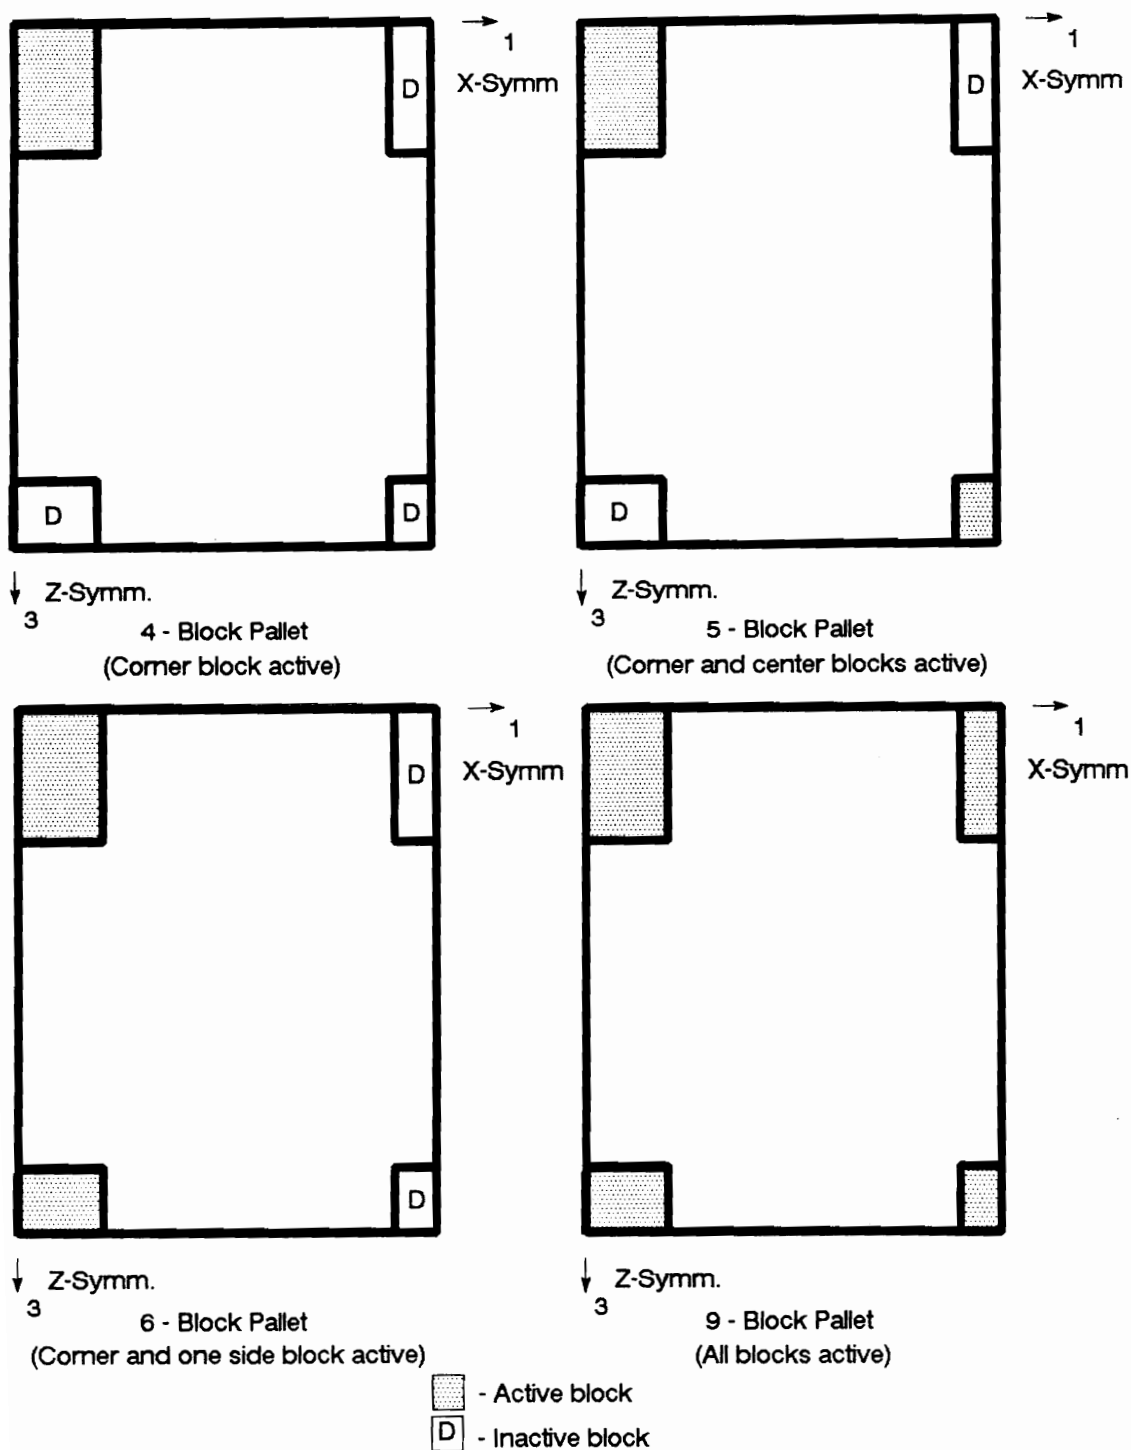 1
1
D
X-Symm
D
X-Symm
D
D
D
Z-Symm.
3
Z-Symm.
3
4 - Block Pallet
(Corner block active)
5 - Block Pallet
(Corner and center blocks active)
1
1
D
X-Symm
X-Symm
D
Z-Symm.
3
Z-Symm.
3
6 - Block Pallet
(Corner and one side block active)
9 - Block Pallet
(All blocks active)
- Active block
D - Inactive block